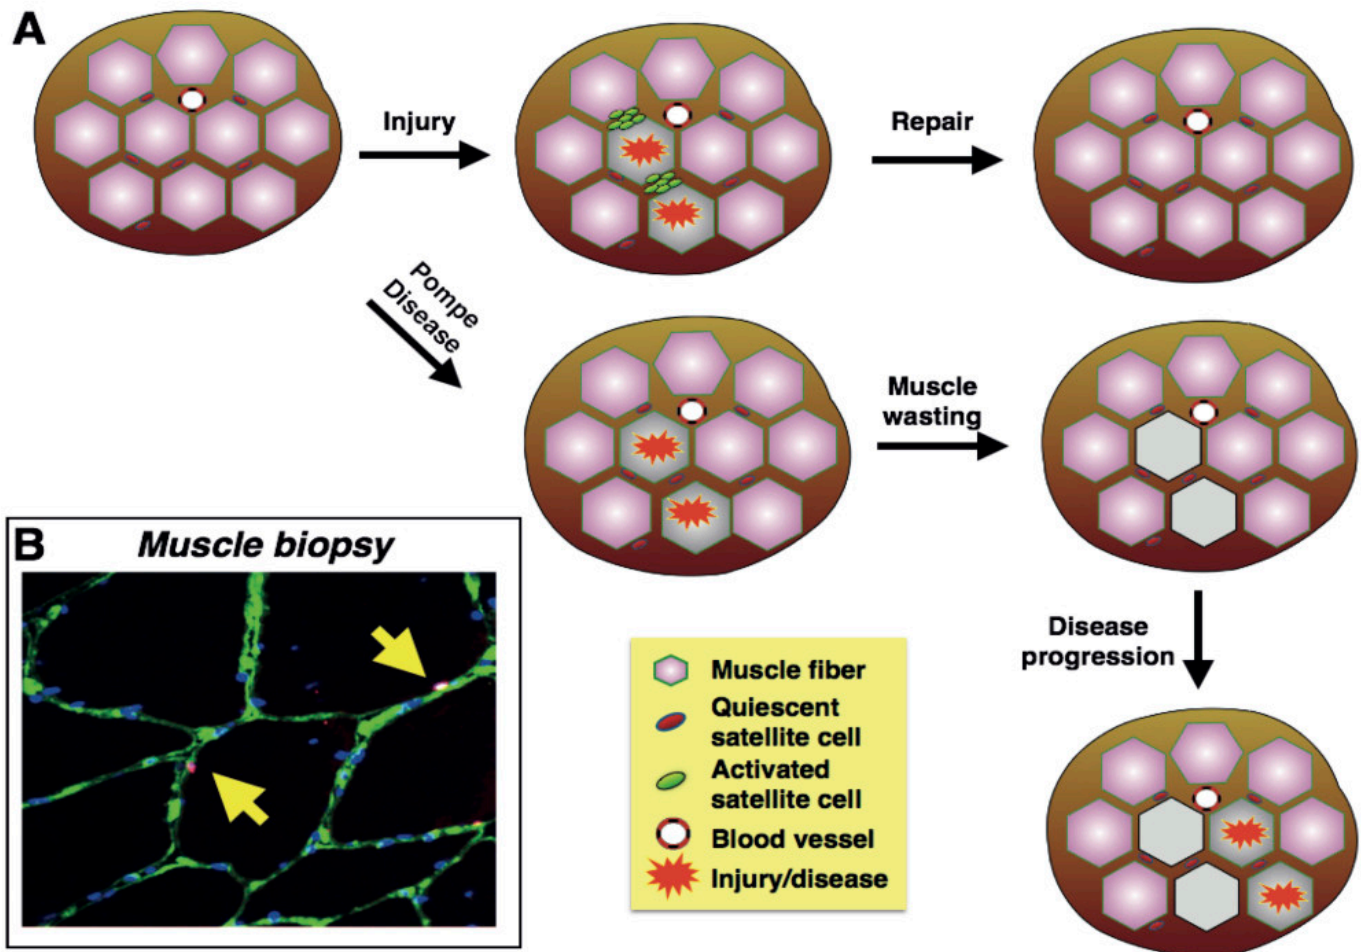 A
Injury
Repair
Pompe
Disease
Muscle
wasting
B
Muscle biopsy
Disease
progression
Muscle fiber
Quiescent
satellite cell
Activated
satellite cell
Blood vessel
Injury/disease